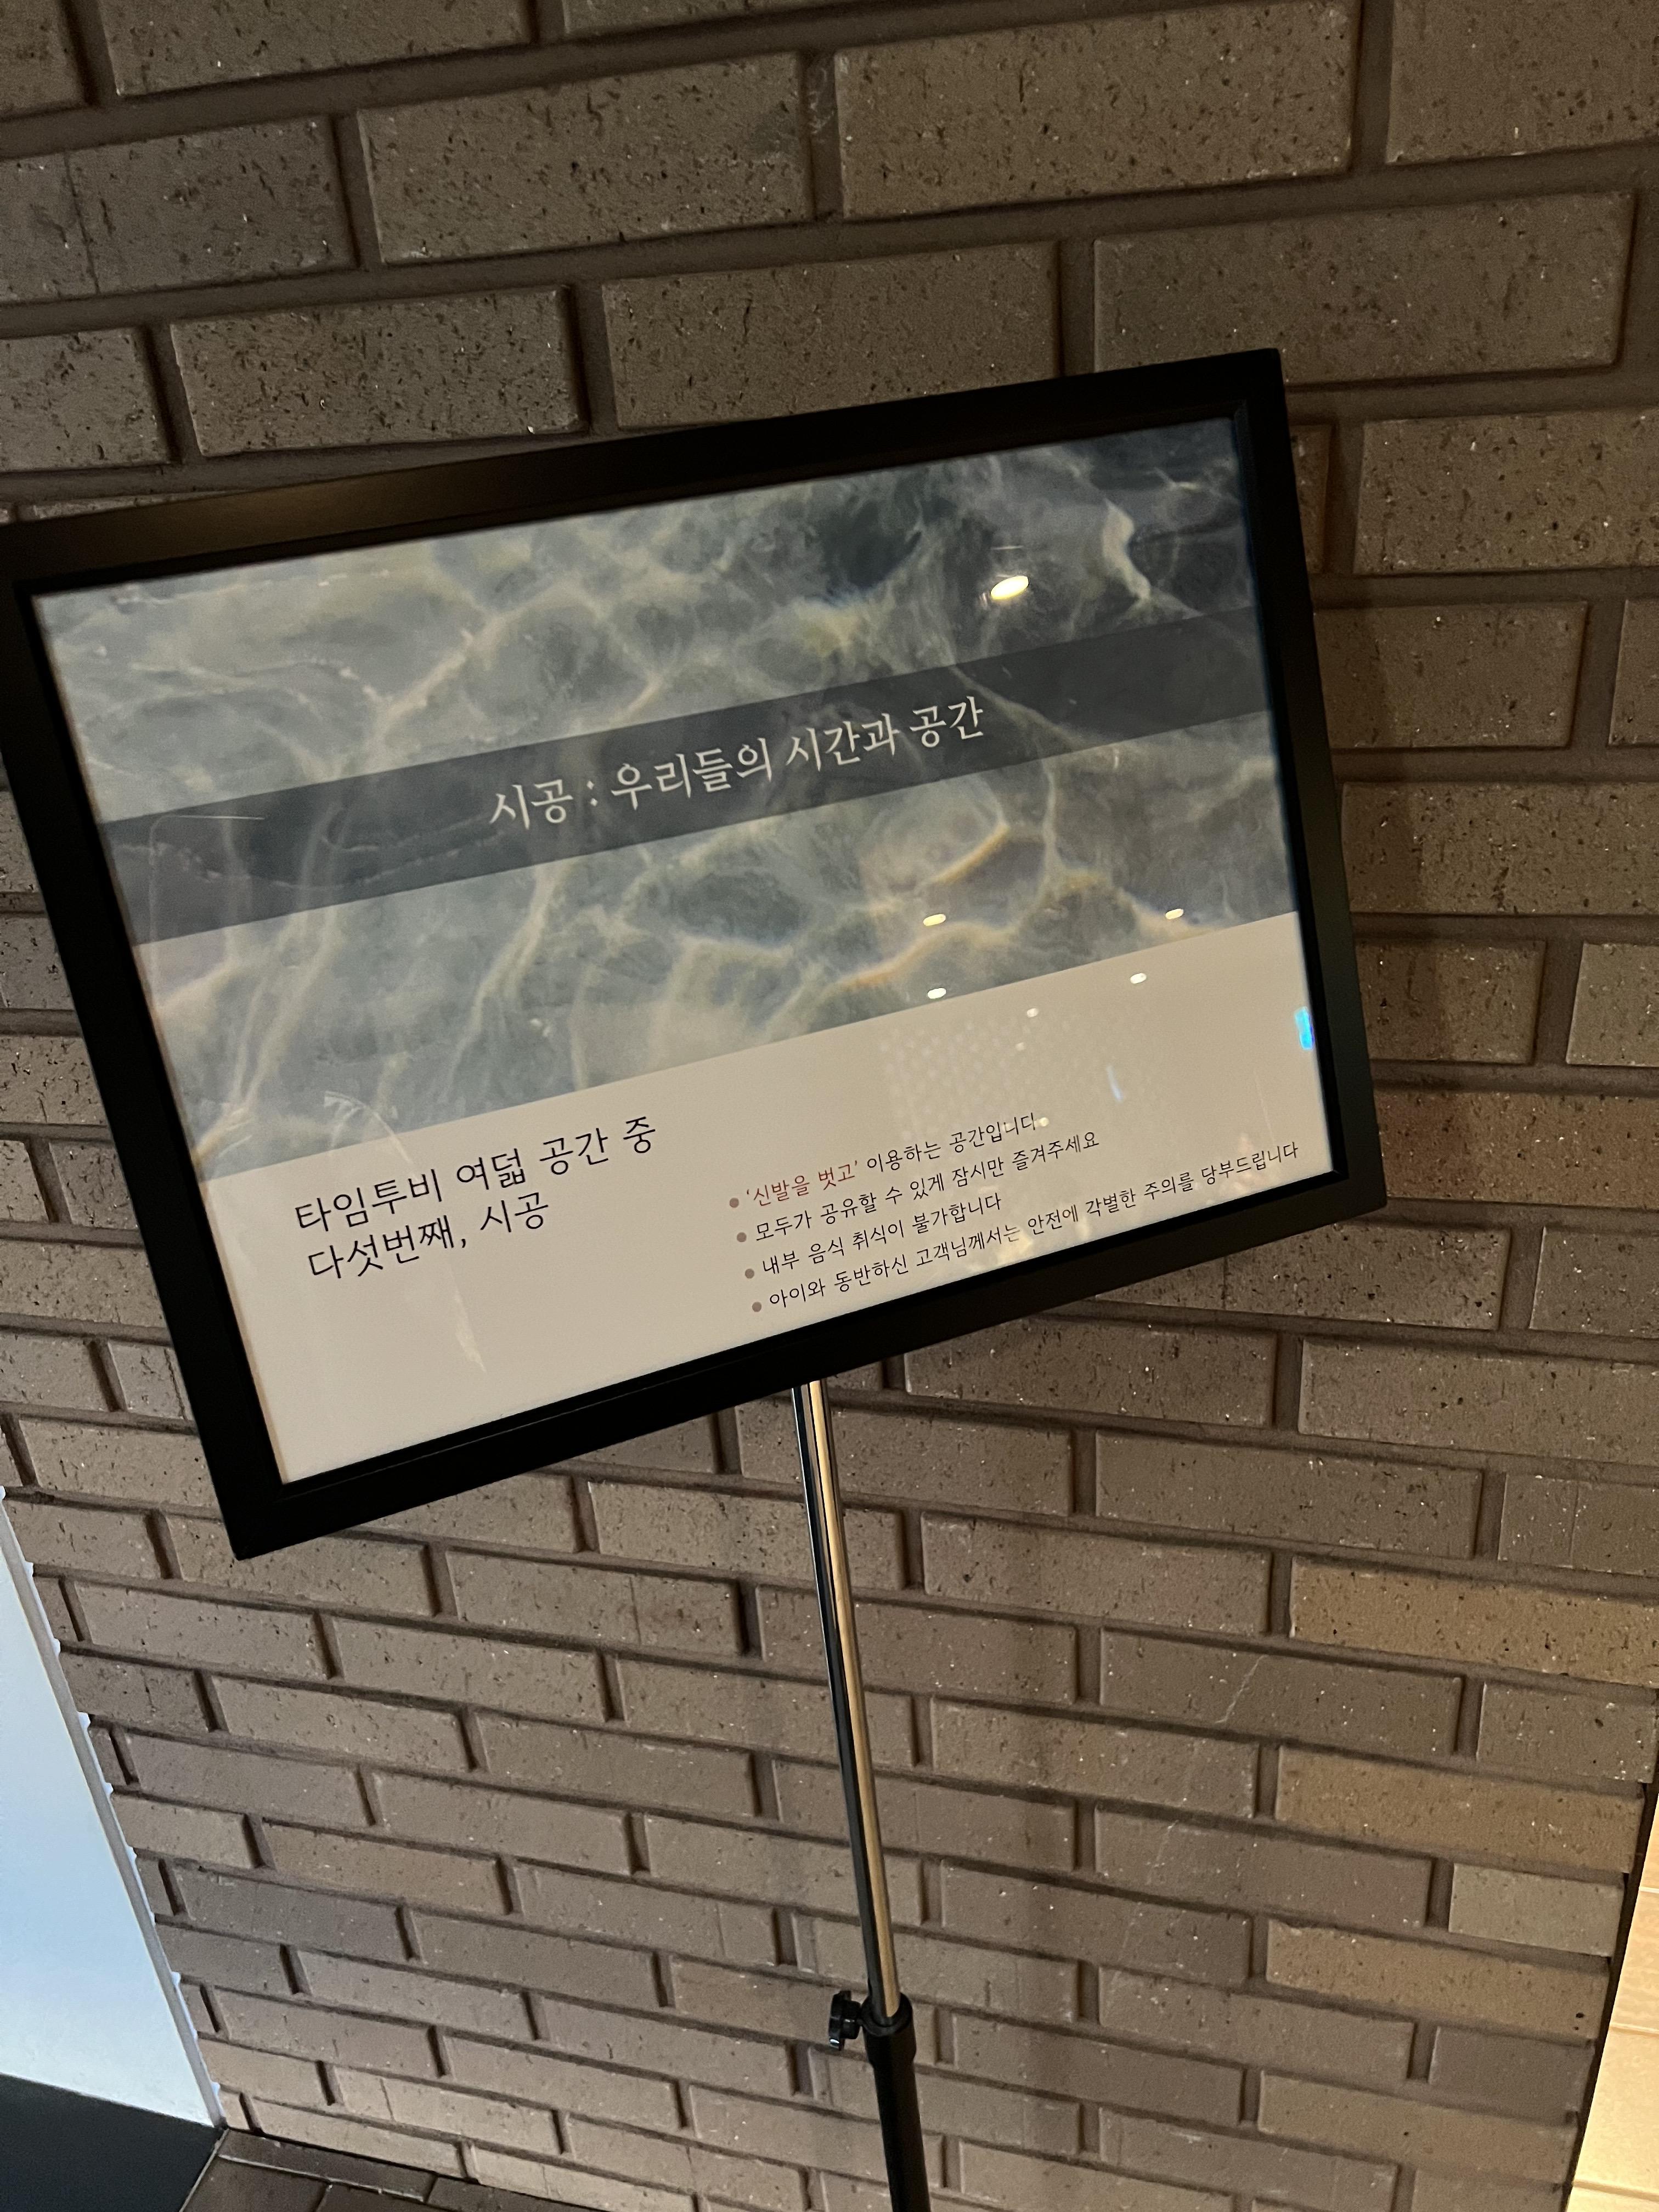 시공 : 우리들의 시간과 공간
타임투비 여덟 공간 중
다섯번째, 시공
• '신발을 벗고' 이용하는 공간입니다.
• 모두가 공유할 수 있게 잠시만 즐겨주세요
• 내부 음식 취식이 불가합니다
• 아이와 동반하신 고객님께서는 안전에 각별한 주의를 당부드립니다